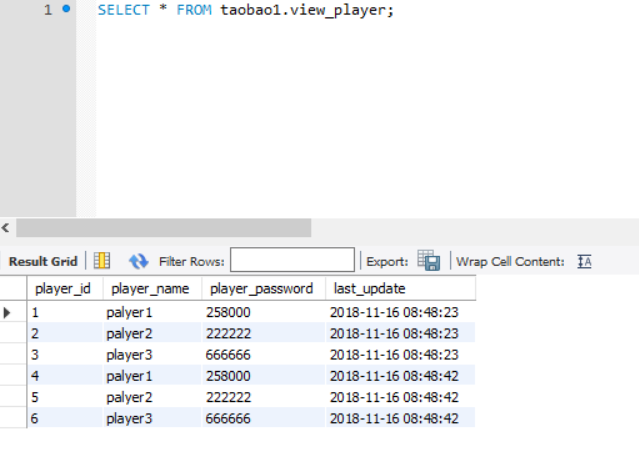 1 SELECT * FROM taobao1.view_player;
Result Grid Filter Rows: Export: Wrap Cell Content: IA
player_id player_name player_password last_update
1 palyer1 258000 2018-11-16 08:48:23
2 palyer2 222222 2018-11-16 08:48:23
3 player3 666666 2018-11-16 08:48:23
4 palyer1 258000 2018-11-16 08:48:42
5 palyer2 222222 2018-11-16 08:48:42
6 player3 666666 2018-11-16 08:48:42